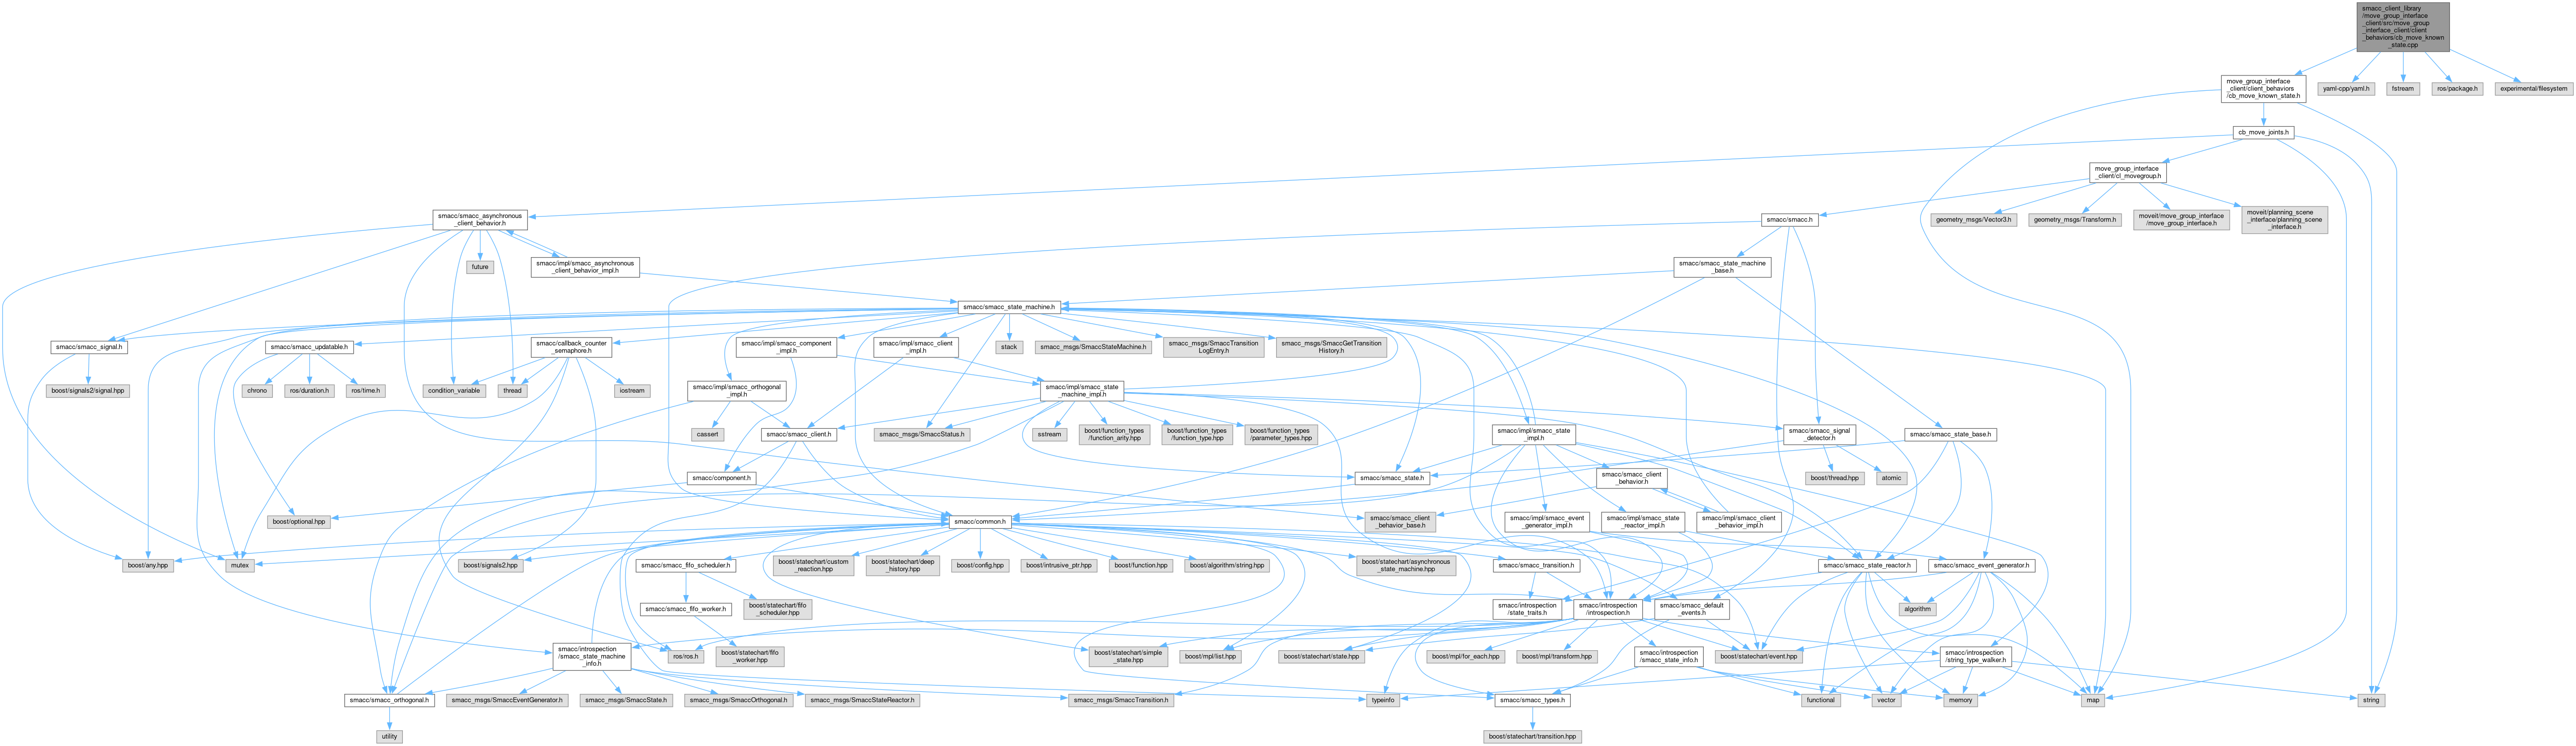 smacc_client_library
/move_group_interface
_client/src/move_group
_interface_client/client
_behaviors/cb_move_known
_state.cpp
move_group_interface
_client/client_behaviors
/cb_move_known_state.h
yaml-cpp/yaml.h
fstream
ros/package.h
experimental/filesystem
cb_move_joints.h
move_group_interface
_client/cl_movegroup.h
smacc/smacc_asynchronous
_client_behavior.h
smacc/smacc.h
geometry_msgs/Vector3.h
geometry_msgs/Transform.h
moveit/move_group_interface
/move_group_interface.h
moveit/planning_scene
_interface/planning_scene
_interface.h
future
smacc/impl/smacc_asynchronous
_client_behavior_impl.h
smacc/smacc_state_machine
_base.h
smacc/smacc_state_machine.h
smacc/smacc_signal.h
smacc/smacc_updatable.h
smacc/callback_counter
_semaphore.h
smacc/impl/smacc_component
_impl.h
smacc/impl/smacc_client
_impl.h
stack
smacc_msgs/SmaccStateMachine.h
smacc_msgs/SmaccTransition
LogEntry.h
smacc_msgs/SmaccGetTransition
History.h
boost/signals2/signal.hpp
chrono
ros/duration.h
ros/time.h
condition_variable
thread
iostream
smacc/impl/smacc_orthogonal
_impl.h
smacc/impl/smacc_state
_machine_impl.h
cassert
smacc/smacc_client.h
smacc_msgs/SmaccStatus.h
sstream
boost/function_types
/function_arity.hpp
boost/function_types
/function_type.hpp
boost/function_types
/parameter_types.hpp
smacc/impl/smacc_state
_impl.h
smacc/smacc_signal
_detector.h
smacc/smacc_state_base.h
smacc/component.h
smacc/smacc_state.h
smacc/smacc_client
_behavior.h
boost/thread.hpp
atomic
boost/optional.hpp
smacc/common.h
smacc/smacc_client
_behavior_base.h
smacc/impl/smacc_event
_generator_impl.h
smacc/impl/smacc_state
_reactor_impl.h
smacc/impl/smacc_client
_behavior_impl.h
boost/any.hpp
mutex
boost/signals2.hpp
smacc/smacc_fifo_scheduler.h
boost/statechart/custom
_reaction.hpp
boost/statechart/deep
_history.hpp
boost/config.hpp
boost/intrusive_ptr.hpp
boost/function.hpp
boost/algorithm/string.hpp
boost/statechart/asynchronous
_state_machine.hpp
smacc/smacc_transition.h
smacc/smacc_state_reactor.h
smacc/smacc_event_generator.h
smacc/smacc_fifo_worker.h
boost/statechart/fifo
_scheduler.hpp
smacc/introspection
/state_traits.h
smacc/introspection
/introspection.h
smacc/smacc_default
_events.h
algorithm
smacc/introspection
/smacc_state_machine
_info.h
ros/ros.h
boost/statechart/fifo
_worker.hpp
boost/statechart/simple
_state.hpp
boost/mpl/list.hpp
boost/statechart/state.hpp
boost/mpl/for_each.hpp
boost/mpl/transform.hpp
smacc/introspection
/smacc_state_info.h
boost/statechart/event.hpp
smacc/introspection
/string_type_walker.h
smacc/smacc_orthogonal.h
smacc_msgs/SmaccEventGenerator.h
smacc_msgs/SmaccState.h
smacc_msgs/SmaccOrthogonal.h
smacc_msgs/SmaccStateReactor.h
smacc_msgs/SmaccTransition.h
typeinfo
smacc/smacc_types.h
functional
vector
memory
map
string
utility
boost/statechart/transition.hpp